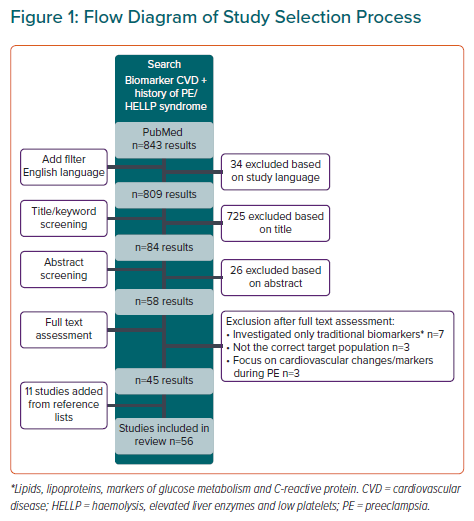 Figure 1: Flow Diagram of Study Selection Process
Search
Biomarker CVD +
history of PE/
HELLP syndrome
PubMed
n=843 results
Add filter
English language
34 excluded based
on study language
n=809 results
Title/keyword
screening
725 excluded based
on title
n=84 results
Abstract
screening
26 excluded based
on abstract
n=58 results
Full text
assessment
Exclusion after full text assessment:
• Investigated only traditional biomarkers* n=7
• Not the correct target population n=3
• Focus on cardiovascular changes/markers
during PE n=3
n=45 results
11 studies added
from reference
lists
Studies included in
review n=56
*Lipids, lipoproteins, markers of glucose metabolism and C-reactive protein. CVD = cardiovascular
disease; HELLP = haemolysis, elevated liver enzymes and low platelets; PE = preeclampsia.